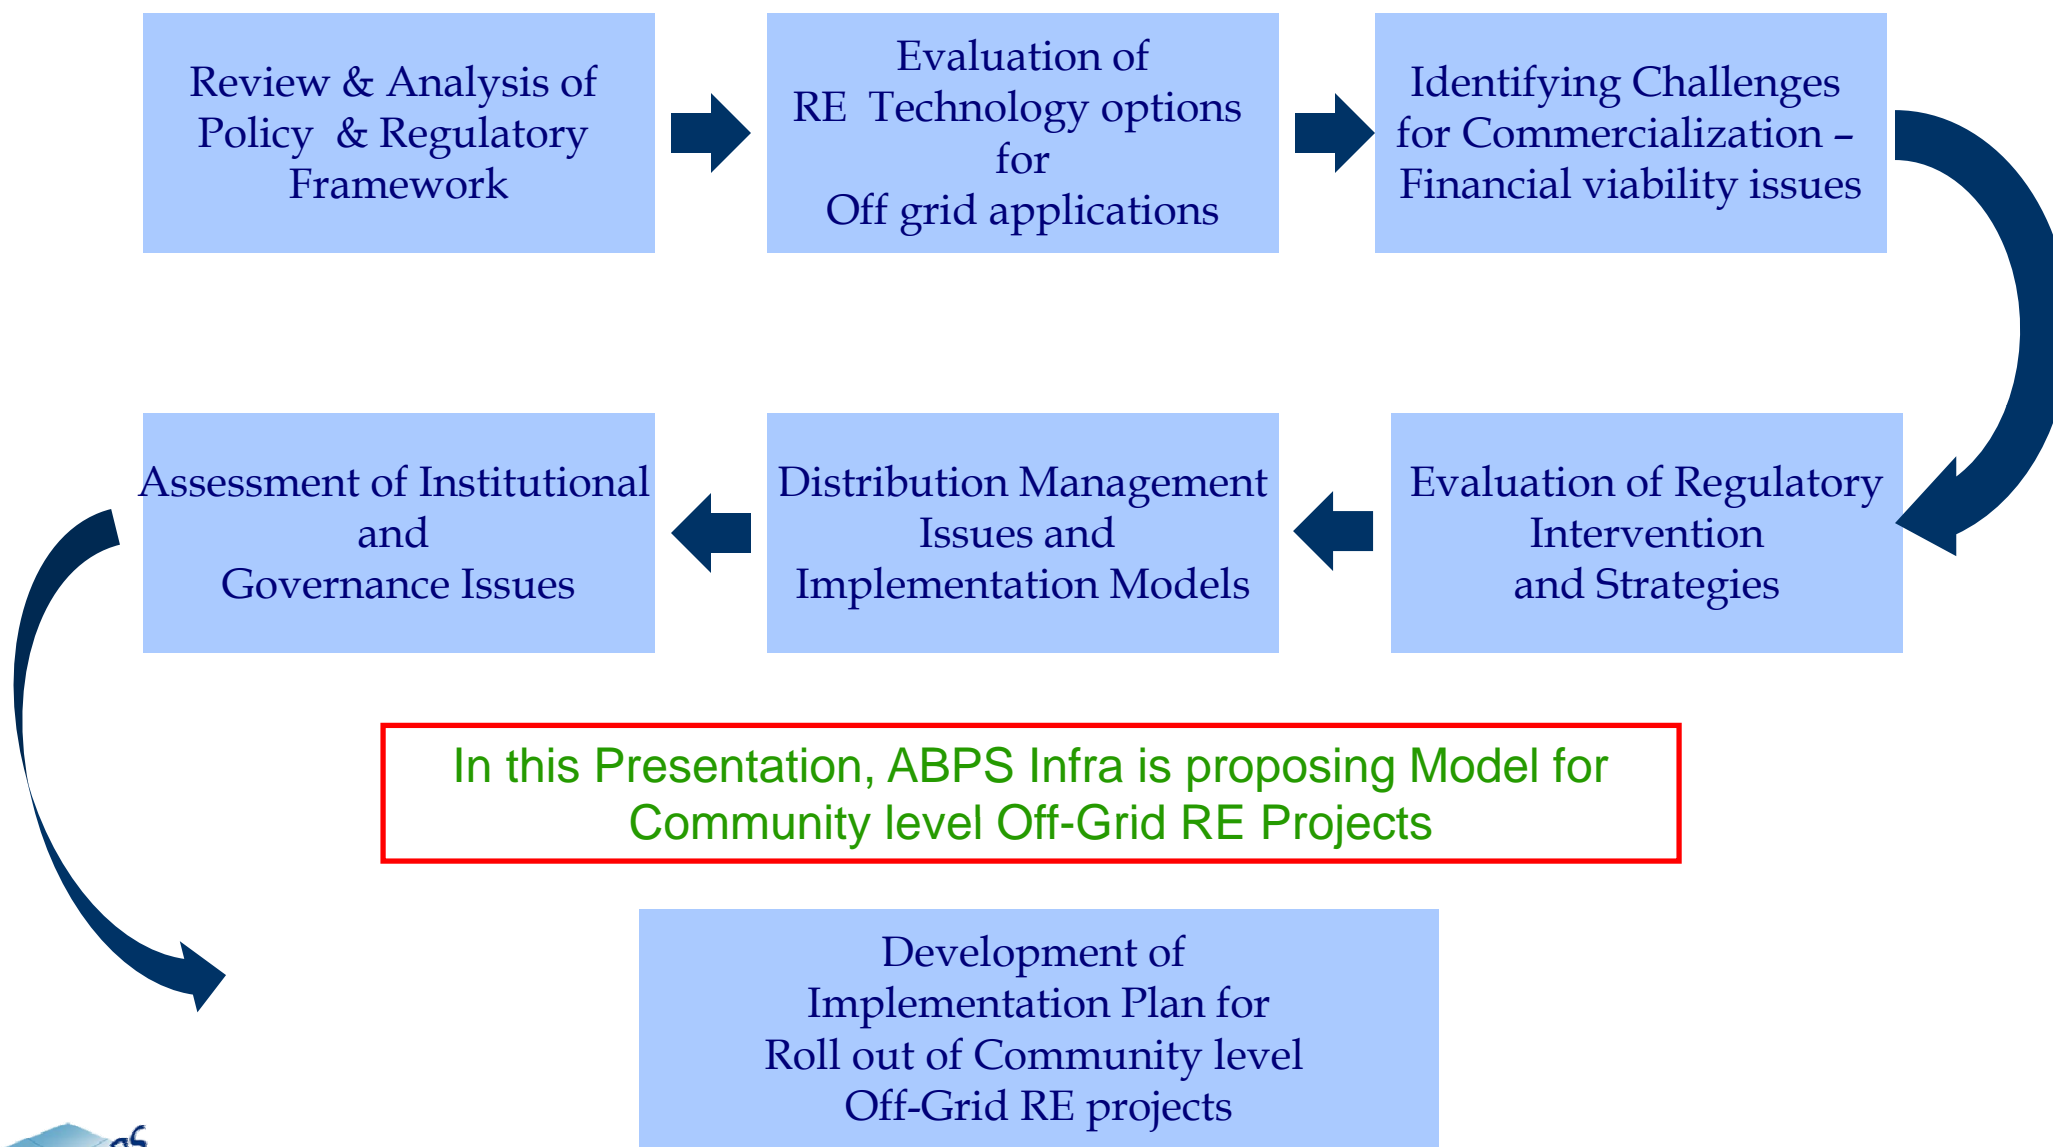 Review & Analysis of
Policy & Regulatory
Framework
Evaluation of
RE Technology options
for
Off grid applications
Identifying Challenges
for Commercialization –
Financial viability issues
Evaluation of Regulatory
Intervention
and Strategies
Distribution Management
Issues and
Implementation Models
Assessment of Institutional
and
Governance Issues
In this Presentation, ABPS Infra is proposing Model for
Community level Off-Grid RE Projects
Development of
Implementation Plan for
Roll out of Community level
Off-Grid RE projects